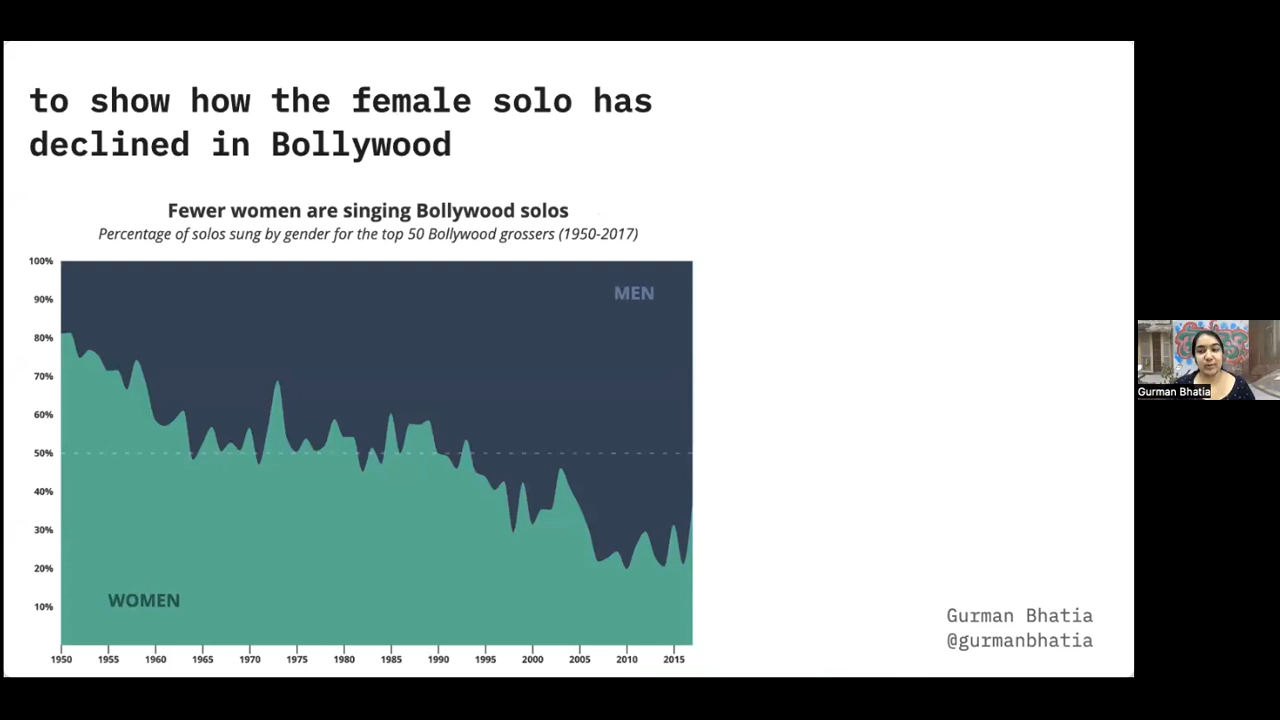 to show how the female solo has
declined in Bollywood
Fewer women are singing Bollywood solos
Percentage of solos sung by gender for the top 50 Bollywood grossers (1950-2017)
100%
90%
80%
70%
60%
50%
40%
30%
20%
10%
MEN
WOMEN
1950 1955 1960 1965 1970 1975 1980 1985 1990 1995 2000 2005 2010 2015
Gurman Bhatia
@gurmanbhatia
Gurman Bhatia